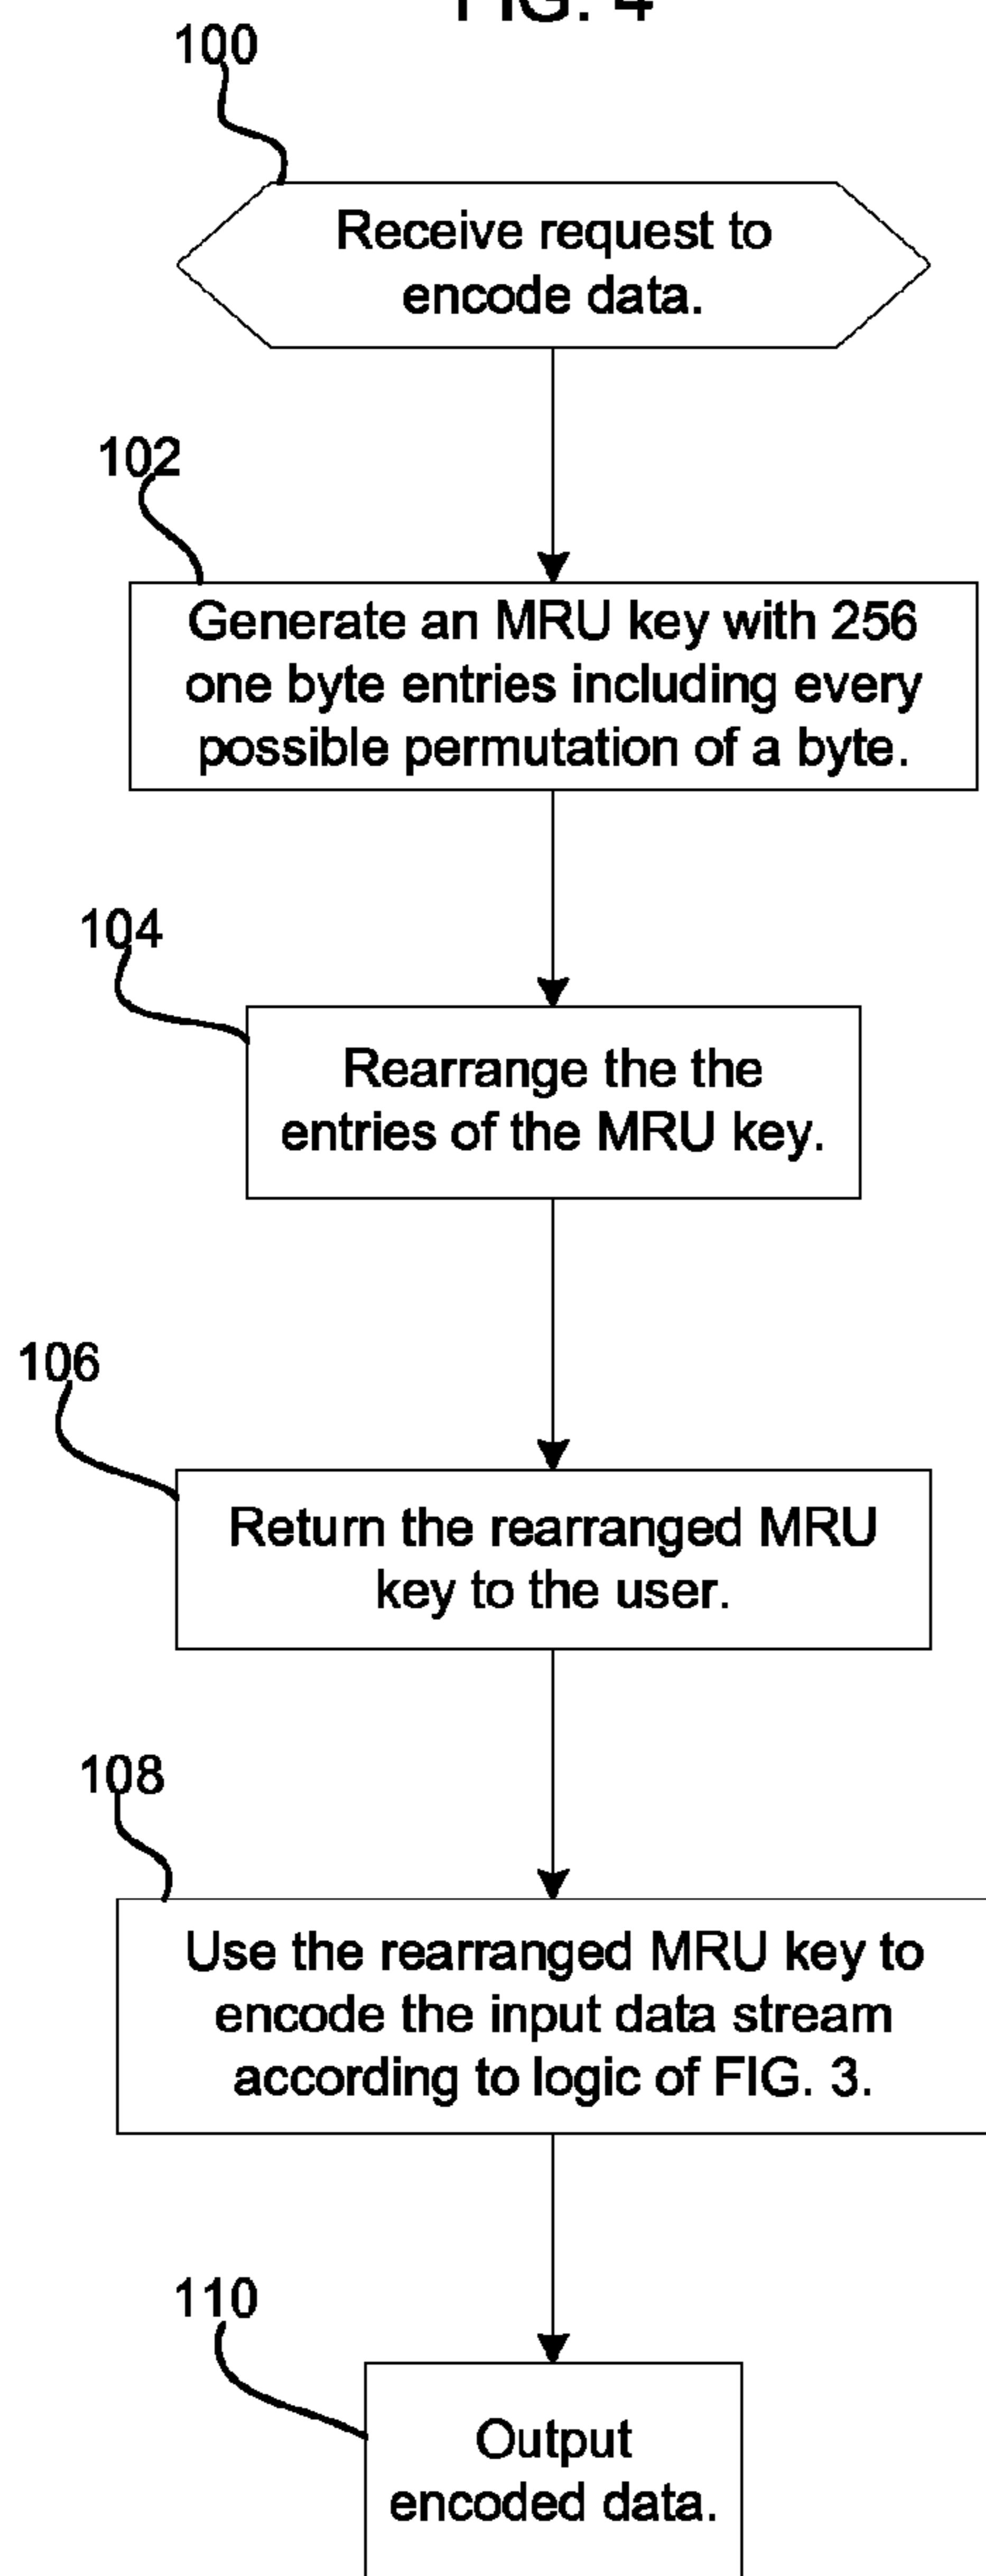 FIG. 4
100
Receive request to
encode data.
102
Generate an MRU key with 256
one byte entries including every
possible permutation of a byte.
104
Rearrange the the
entries of the MRU key.
106
Return the rearranged MRU
key to the user.
108
Use the rearranged MRU key to
encode the input data stream
according to logic of FIG. 3.
110
Output
encoded data.